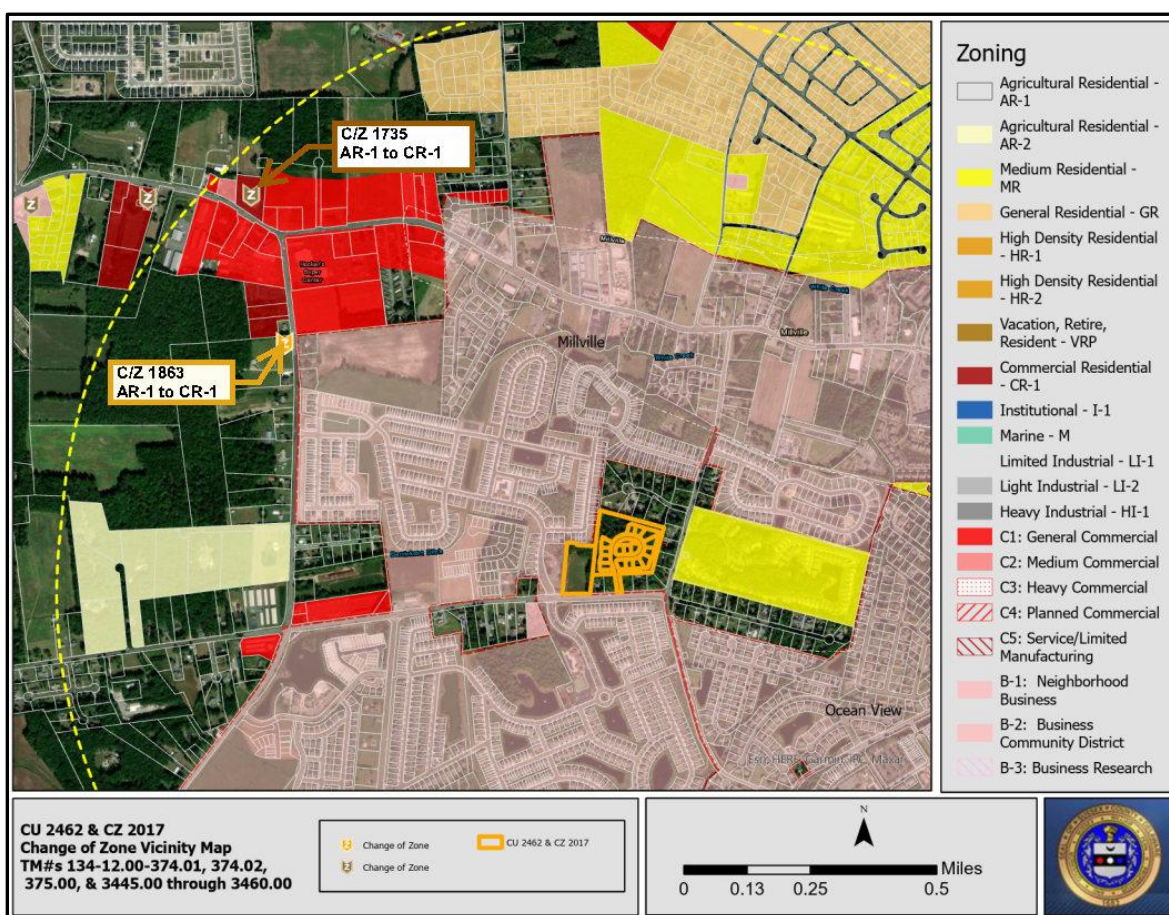 C/Z 1735
AR-1 to CR-1
C/Z 1863
AR-1 to CR-1
Millville
White Creek
Millville
Millville
White Creek
Ocean View
Zoning
Agricultural Residential -
AR-1
Agricultural Residential -
AR-2
Medium Residential -
MR
General Residential - GR
High Density Residential
- HR-1
High Density Residential
- HR-2
Vacation, Retire,
Resident - VRP
Commercial Residential
- CR-1
Institutional - I-1
Marine - M
Limited Industrial - LI-1
Light Industrial - LI-2
Heavy Industrial - HI-1
C1: General Commercial
C2: Medium Commercial
C3: Heavy Commercial
C4: Planned Commercial
C5: Service/Limited
Manufacturing
B-1: Neighborhood
Business
B-2: Business
Community District
B-3: Business Research
CU 2462 & CZ 2017
Change of Zone Vicinity Map
TM#s 134-12.00-374.01, 374.02,
375.00, & 3445.00 through 3460.00
Change of Zone
Change of Zone
CU 2462 & CZ 2017
N
Miles
0 0.13 0.25 0.5